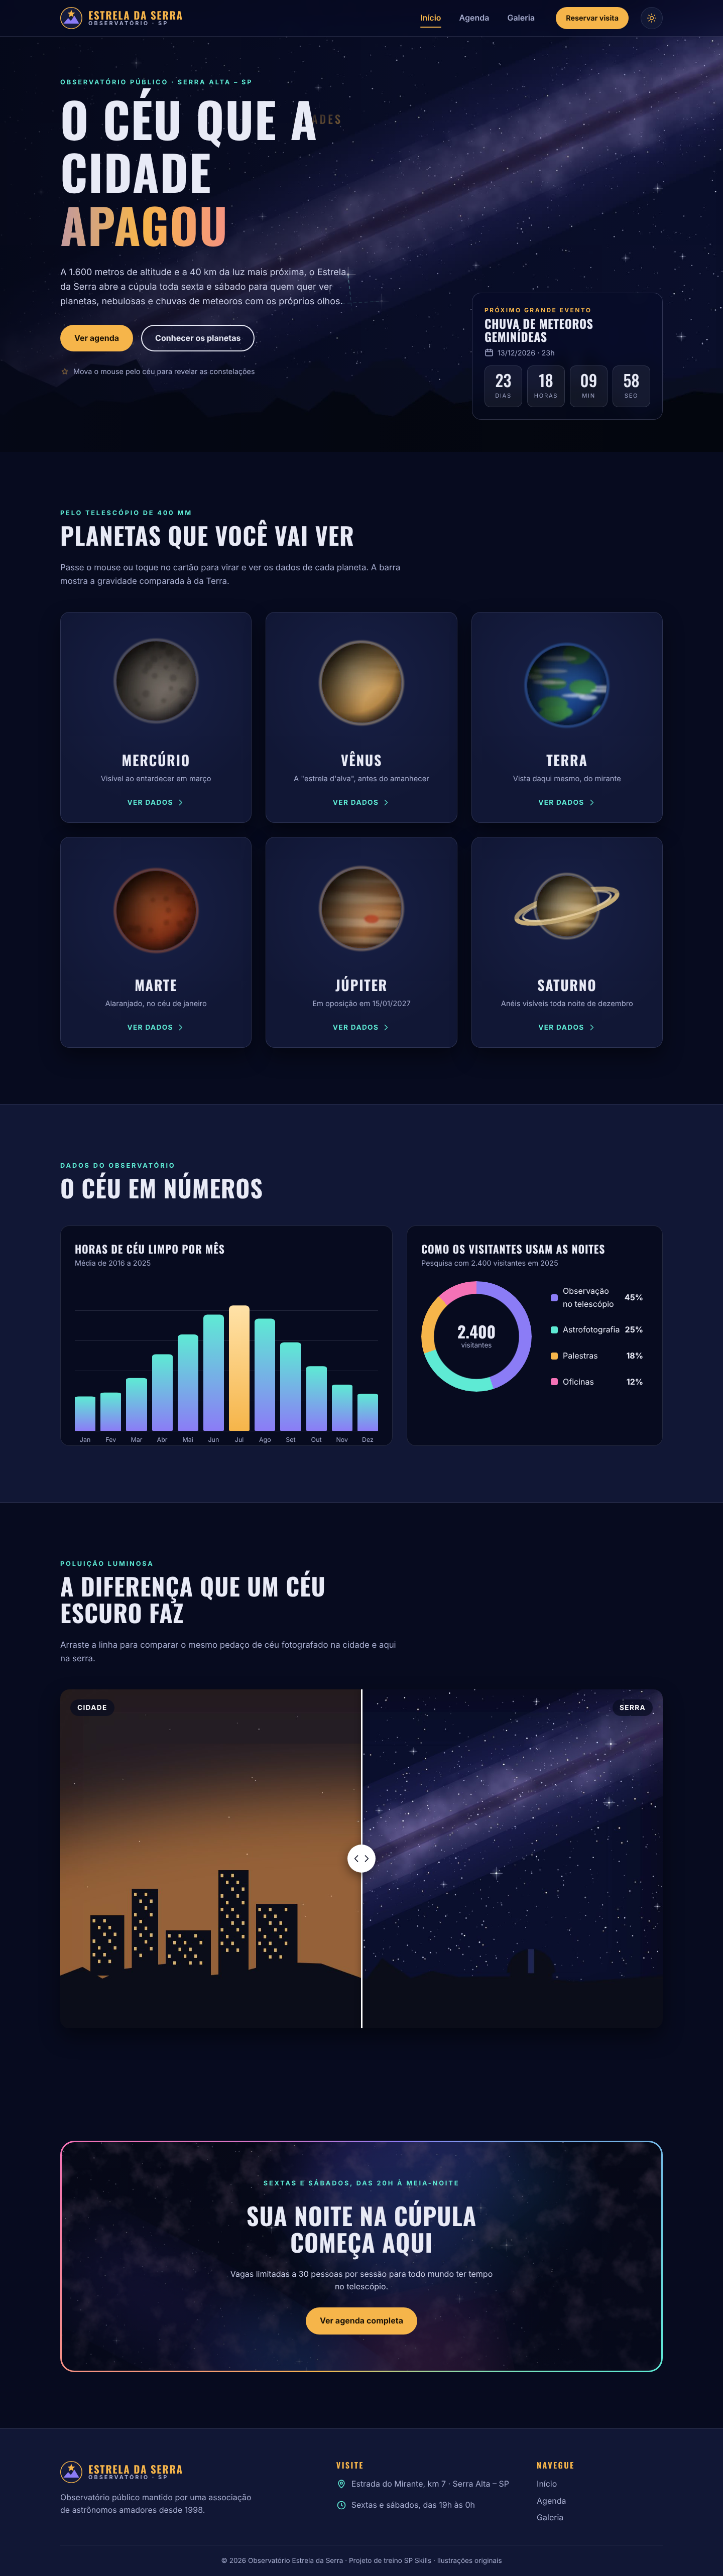 ESTRELA DA SERRA
OBSERVATÓRIO · SP
Início
Agenda
Galeria
Reservar visita
OBSERVATÓRIO PÚBLICO · SERRA ALTA – SP
O CÉU QUE A
CIDADE
APAGOU
A 1.600 metros de altitude e a 40 km da luz mais próxima, o Estrela
da Serra abre a cúpula toda sexta e sábado para quem quer ver
planetas, nebulosas e chuvas de meteoros com os próprios olhos.
Ver agenda
Conhecer os planetas
Mova o mouse pelo céu para revelar as constelações
PRÓXIMO GRANDE EVENTO
CHUVA DE METEOROS
GEMINÍDEAS
13/12/2026 · 23h
23
DIAS
18
HORAS
09
MIN
58
SEG
PELO TELESCÓPIO DE 400 MM
PLANETAS QUE VOCÊ VAI VER
Passe o mouse ou toque no cartão para virar e ver os dados de cada planeta. A barra
mostra a gravidade comparada à da Terra.
MERCÚRIO
Visível ao entardecer em março
VER DADOS
VÊNUS
A "estrela d'alva", antes do amanhecer
VER DADOS
TERRA
Vista daqui mesmo, do mirante
VER DADOS
MARTE
Alaranjado, no céu de janeiro
VER DADOS
JÚPITER
Em oposição em 15/01/2027
VER DADOS
SATURNO
Anéis visíveis toda noite de dezembro
VER DADOS
DADOS DO OBSERVATÓRIO
O CÉU EM NÚMEROS
HORAS DE CÉU LIMPO POR MÊS
Média de 2016 a 2025
Jan
Fev
Mar
Abr
Mai
Jun
Jul
Ago
Set
Out
Nov
Dez
COMO OS VISITANTES USAM AS NOITES
Pesquisa com 2.400 visitantes em 2025
2.400
visitantes
Observação
no telescópio
45%
Astrofotografia 25%
Palestras 18%
Oficinas 12%
POLUIÇÃO LUMINOSA
A DIFERENÇA QUE UM CÉU
ESCURO FAZ
Arraste a linha para comparar o mesmo pedaço de céu fotografado na cidade e aqui
na serra.
CIDADE
SERRA
SEXTAS E SÁBADOS, DAS 20H À MEIA-NOITE
SUA NOITE NA CÚPULA
COMEÇA AQUI
Vagas limitadas a 30 pessoas por sessão para todo mundo ter tempo
no telescópio.
Ver agenda completa
ESTRELA DA SERRA
OBSERVATÓRIO · SP
Observatório público mantido por uma associação
de astrônomos amadores desde 1998.
VISITE
Estrada do Mirante, km 7 · Serra Alta – SP
Sextas e sábados, das 19h às 0h
NAVEGUE
Início
Agenda
Galeria
© 2026 Observatório Estrela da Serra · Projeto de treino SP Skills · Ilustrações originais